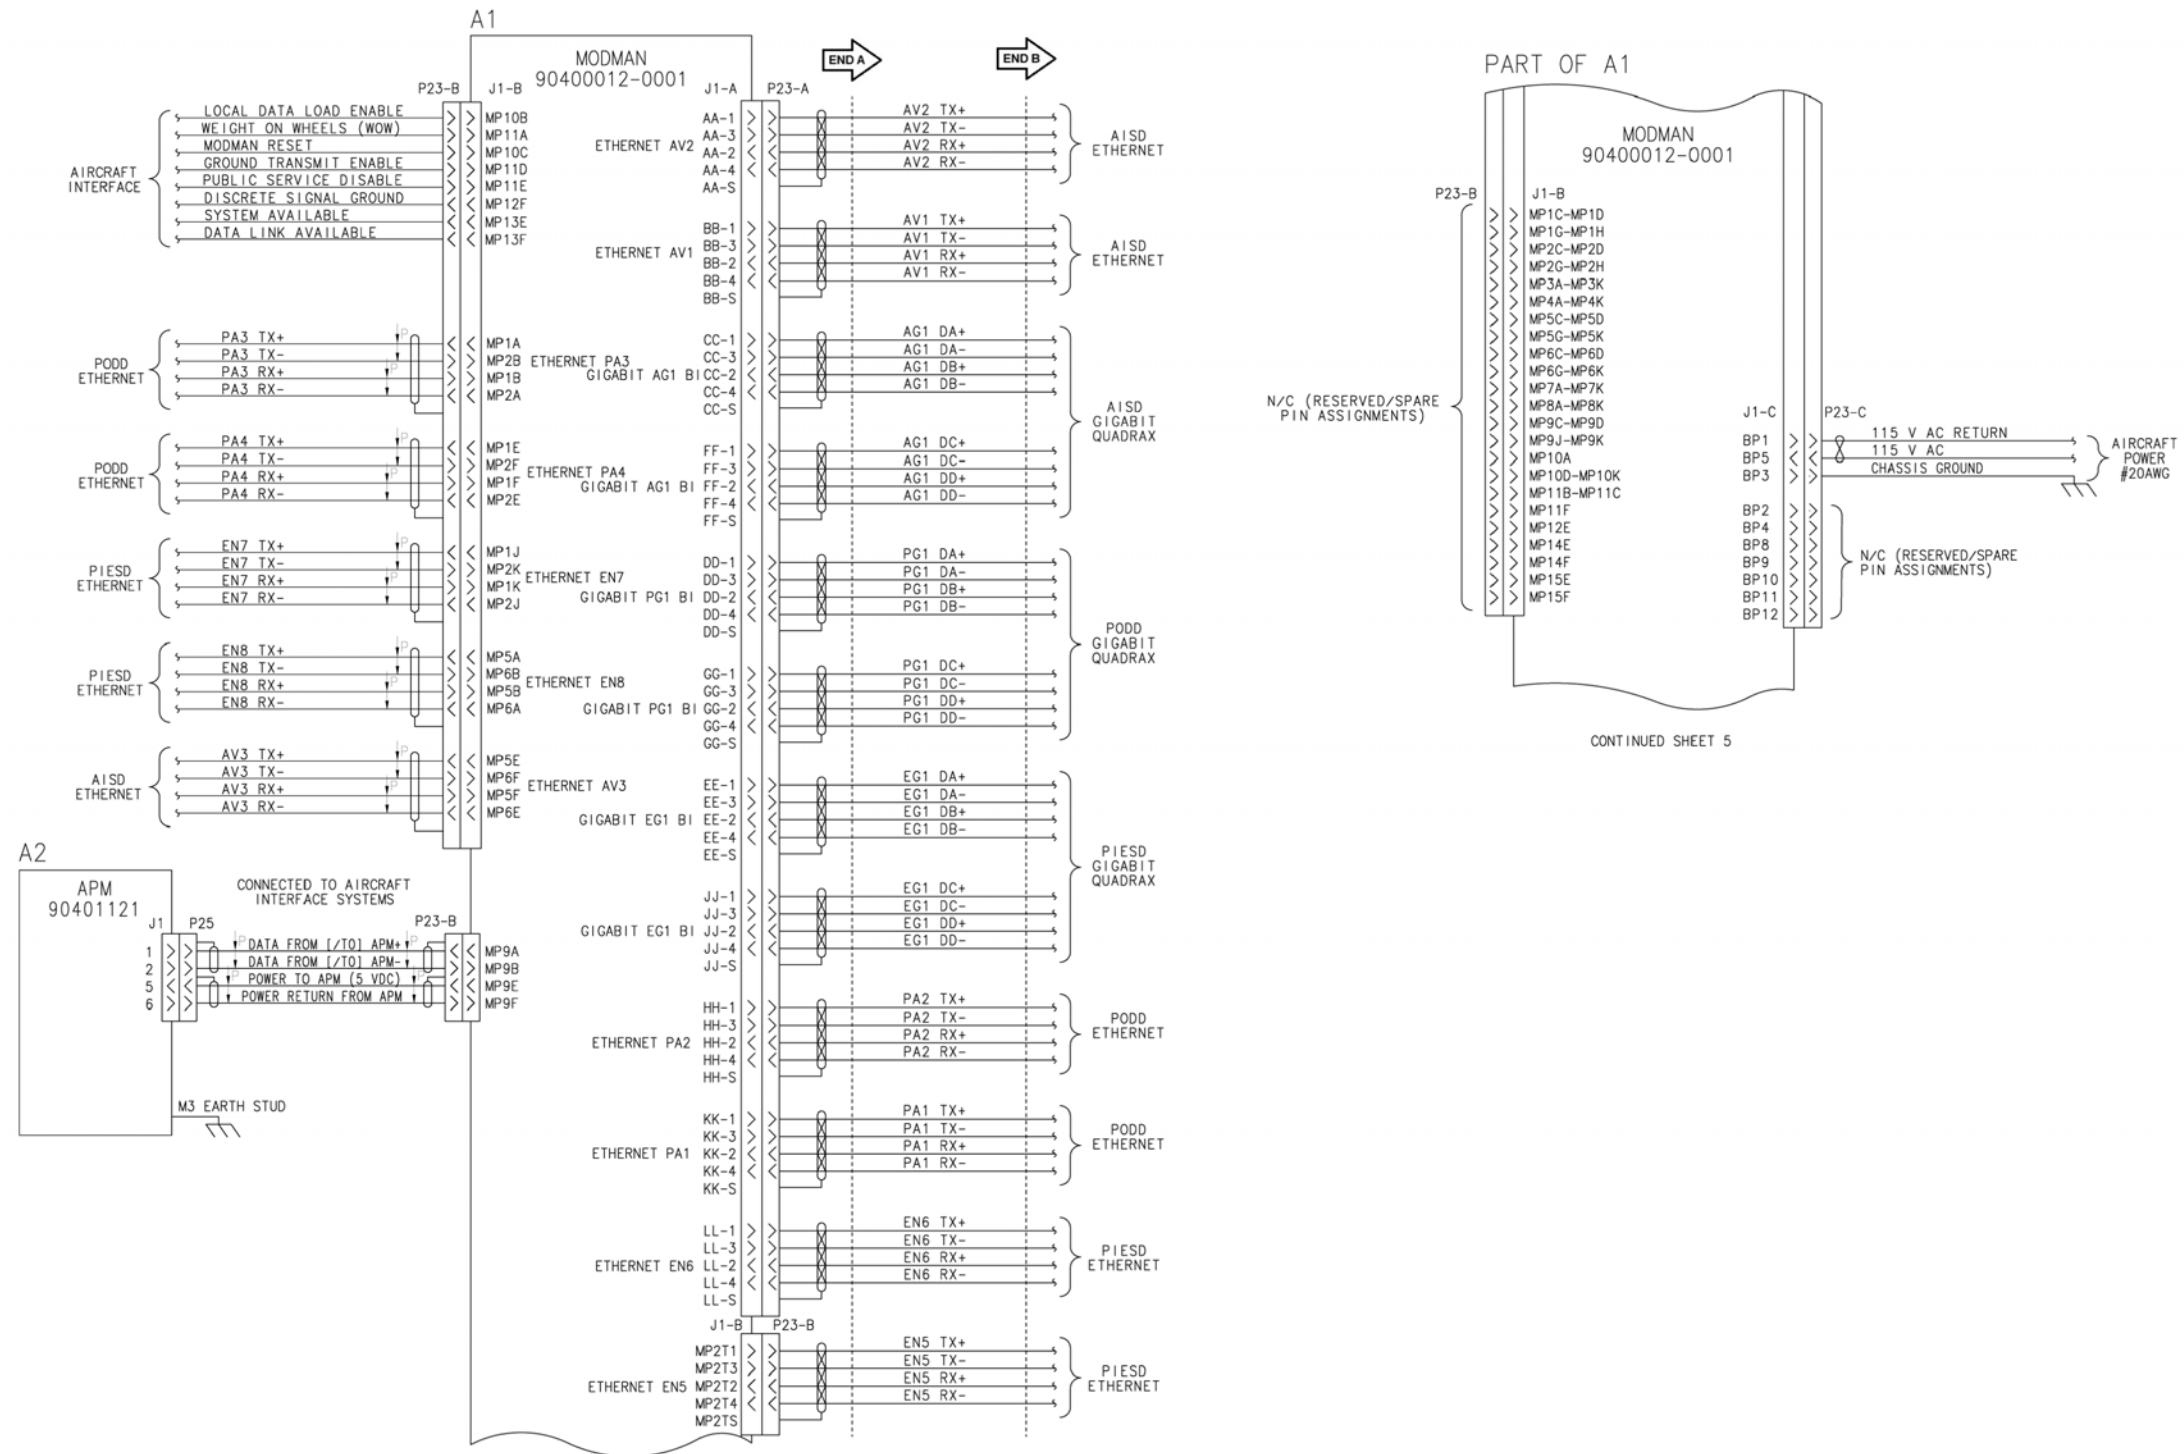 A1
MODMAN
90400012-0001
END A
END B
P23-B
J1-B
J1-A
P23-A
AIRCRAFT
INTERFACE
LOCAL DATA LOAD ENABLE
MP10B
WEIGHT ON WHEELS (WOW)
MP11A
MODMAN RESET
MP10C
GROUND TRANSMIT ENABLE
MP11D
PUBLIC SERVICE DISABLE
MP11E
DISCRETE SIGNAL GROUND
MP12F
SYSTEM AVAILABLE
MP13E
DATA LINK AVAILABLE
MP13F
PODD
ETHERNET
PA3 TX+
P
MP1A
PA3 TX-
MP2B
PA3 RX+
P
MP1B
PA3 RX-
MP2A
ETHERNET PA3
PODD
ETHERNET
PA4 TX+
P
MP1E
PA4 TX-
MP2F
PA4 RX+
P
MP1F
PA4 RX-
MP2E
ETHERNET PA4
PIESD
ETHERNET
EN7 TX+
P
MP1J
EN7 TX-
MP2K
EN7 RX+
P
MP1K
EN7 RX-
MP2J
ETHERNET EN7
PIESD
ETHERNET
EN8 TX+
P
MP5A
EN8 TX-
MP6B
EN8 RX+
P
MP5B
EN8 RX-
MP6A
ETHERNET EN8
AISD
ETHERNET
AV3 TX+
P
MP5E
AV3 TX-
MP6F
AV3 RX+
P
MP5F
AV3 RX-
MP6E
ETHERNET AV3
A2
APM
90401121
J1
P25
CONNECTED TO AIRCRAFT
INTERFACE SYSTEMS
P23-B
1
P
DATA FROM [/TO] APM+
P
MP9A
2
DATA FROM [/TO] APM-
MP9B
5
P
POWER TO APM (5 VDC)
P
MP9E
6
POWER RETURN FROM APM
MP9F
M3 EARTH STUD
ETHERNET AV2
AA-1
AV2 TX+
AA-3
AV2 TX-
AA-2
AV2 RX+
AA-4
AV2 RX-
AA-S
AISD
ETHERNET
ETHERNET AV1
BB-1
AV1 TX+
BB-3
AV1 TX-
BB-2
AV1 RX+
BB-4
AV1 RX-
BB-S
AISD
ETHERNET
GIGABIT AG1 BI
CC-1
AG1 DA+
CC-3
AG1 DA-
CC-2
AG1 DB+
CC-4
AG1 DB-
CC-S
GIGABIT AG1 BI
FF-1
AG1 DC+
FF-3
AG1 DC-
FF-2
AG1 DD+
FF-4
AG1 DD-
FF-S
AISD
GIGABIT
QUADRAX
GIGABIT PG1 BI
DD-1
PG1 DA+
DD-3
PG1 DA-
DD-2
PG1 DB+
DD-4
PG1 DB-
DD-S
GIGABIT PG1 BI
GG-1
PG1 DC+
GG-3
PG1 DC-
GG-2
PG1 DD+
GG-4
PG1 DD-
GG-S
PODD
GIGABIT
QUADRAX
GIGABIT EG1 BI
EE-1
EG1 DA+
EE-3
EG1 DA-
EE-2
EG1 DB+
EE-4
EG1 DB-
EE-S
GIGABIT EG1 BI
JJ-1
EG1 DC+
JJ-3
EG1 DC-
JJ-2
EG1 DD+
JJ-4
EG1 DD-
JJ-S
PIESD
GIGABIT
QUADRAX
ETHERNET PA2
HH-1
PA2 TX+
HH-3
PA2 TX-
HH-2
PA2 RX+
HH-4
PA2 RX-
HH-S
PODD
ETHERNET
ETHERNET PA1
KK-1
PA1 TX+
KK-3
PA1 TX-
KK-2
PA1 RX+
KK-4
PA1 RX-
KK-S
PODD
ETHERNET
ETHERNET EN6
LL-1
EN6 TX+
LL-3
EN6 TX-
LL-2
EN6 RX+
LL-4
EN6 RX-
LL-S
PIESD
ETHERNET
J1-B
P23-B
ETHERNET EN5
MP2T1
EN5 TX+
MP2T3
EN5 TX-
MP2T2
EN5 RX+
MP2T4
EN5 RX-
MP2TS
PIESD
ETHERNET
PART OF A1
MODMAN
90400012-0001
P23-B
J1-B
MP1C-MP1D
MP1G-MP1H
MP2C-MP2D
MP2G-MP2H
MP3A-MP3K
MP4A-MP4K
MP5C-MP5D
MP5G-MP5K
MP6C-MP6D
MP6G-MP6K
MP7A-MP7K
MP8A-MP8K
MP9C-MP9D
MP9J-MP9K
MP10A
MP10D-MP10K
MP11B-MP11C
MP11F
MP12E
MP14E
MP14F
MP15E
MP15F
N/C (RESERVED/SPARE
PIN ASSIGNMENTS)
J1-C
P23-C
BP1
115 V AC RETURN
BP5
115 V AC
BP3
CHASSIS GROUND
AIRCRAFT
POWER
#20AWG
BP2
BP4
BP8
BP9
BP10
BP11
BP12
N/C (RESERVED/SPARE
PIN ASSIGNMENTS)
CONTINUED SHEET 5